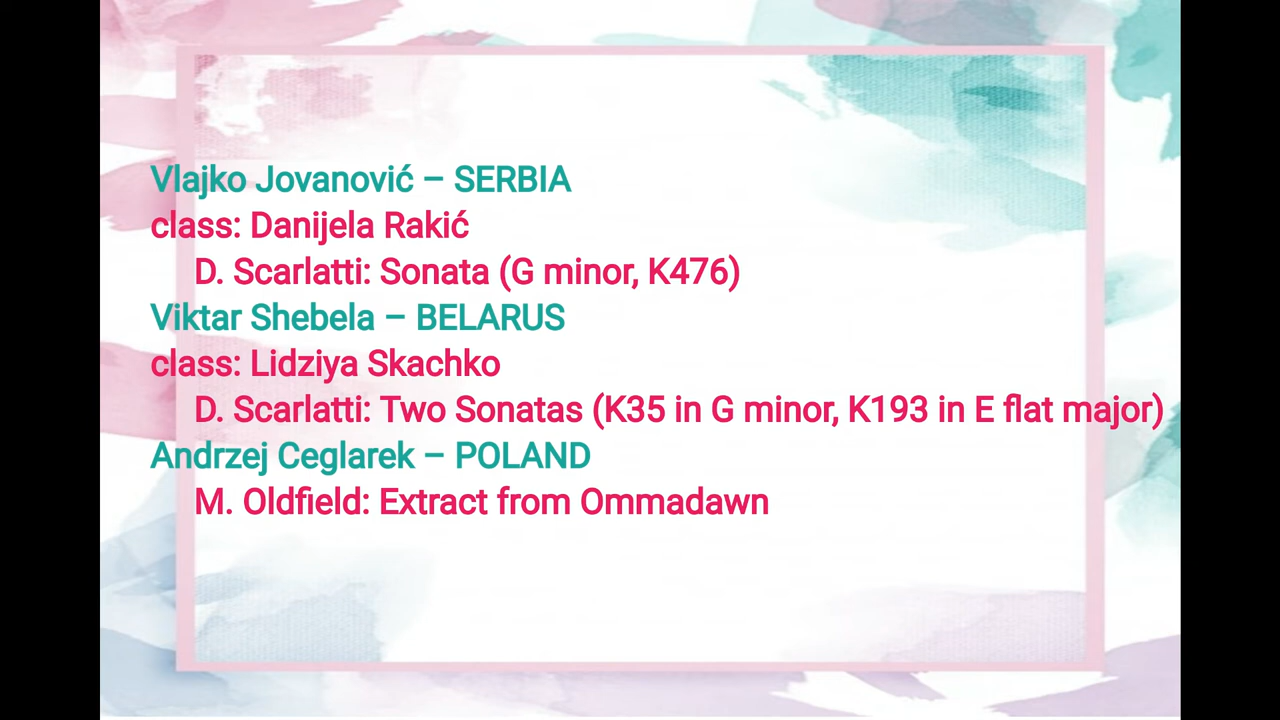 Vlajko Jovanović – SERBIA
class: Danijela Rakić
D. Scarlatti: Sonata (G minor, K476)
Viktar Shebela – BELARUS
class: Lidziya Skachko
D. Scarlatti: Two Sonatas (K35 in G minor, K193 in E flat major)
Andrzej Ceglarek – POLAND
M. Oldfield: Extract from Ommadawn